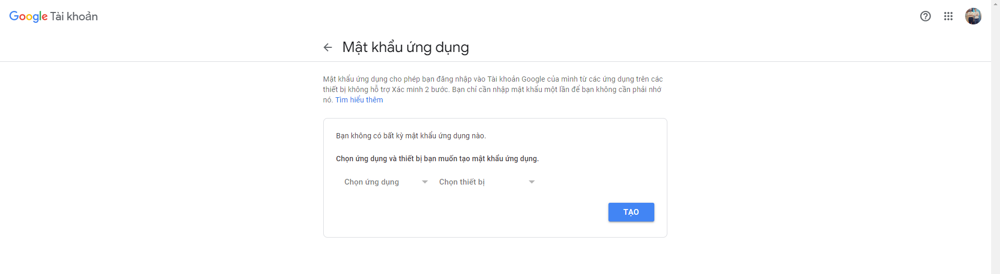 Google Tài khoản
Mật khẩu ứng dụng
Mật khẩu ứng dụng cho phép bạn đăng nhập vào Tài khoản Google của mình từ các ứng dụng trên các
thiết bị không hỗ trợ Xác minh 2 bước. Bạn chỉ cần nhập mật khẩu một lần để bạn không cần phải nhớ
nó. Tìm hiểu thêm
Bạn không có bất kỳ mật khẩu ứng dụng nào.
Chọn ứng dụng và thiết bị bạn muốn tạo mật khẩu ứng dụng.
Chọn ứng dụng Chọn thiết bị
TẠO